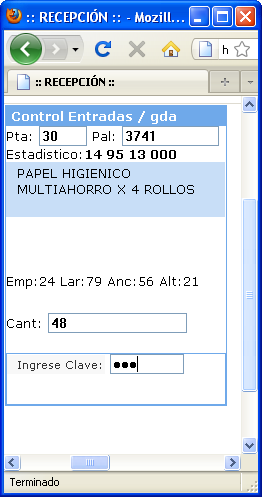 :: RECEPCIÓN :: - Mozill...
h
:: RECEPCIÓN ::
Control Entradas / gda
Pta: 30 Pal: 3741
Estadistico: 14 95 13 000
PAPEL HIGIENICO
MULTIAHORRO X 4 ROLLOS
Emp:24 Lar:79 Anc:56 Alt:21
Cant: 48
Ingrese Clave: •••
Terminado